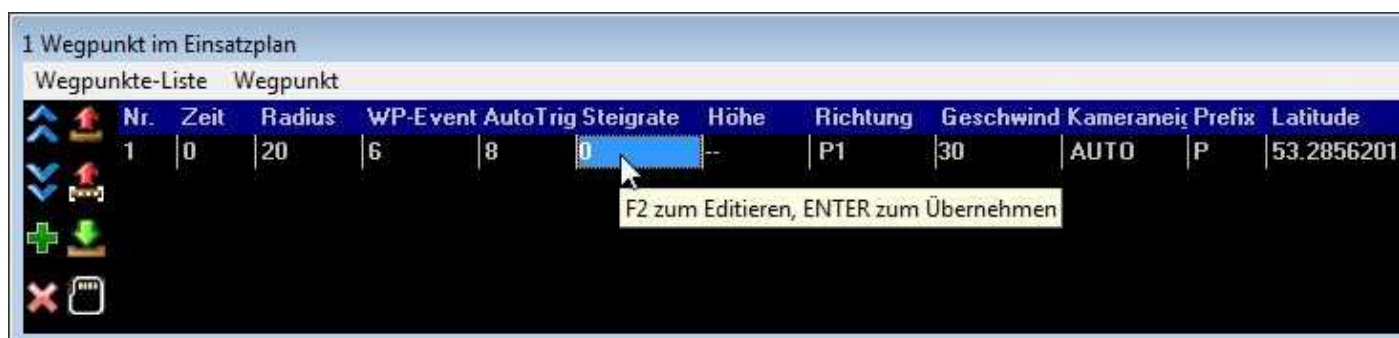 1 Wegpunkt im Einsatzplan
Wegpunkte-Liste Wegpunkt
Nr. Zeit Radius WP-Event AutoTrig Steigrate Höhe Richtung Geschwind Kameraneig Prefix Latitude
1 0 20 6 8 0 -- P1 30 AUTO P 53.2856201
F2 zum Editieren, ENTER zum Übernehmen